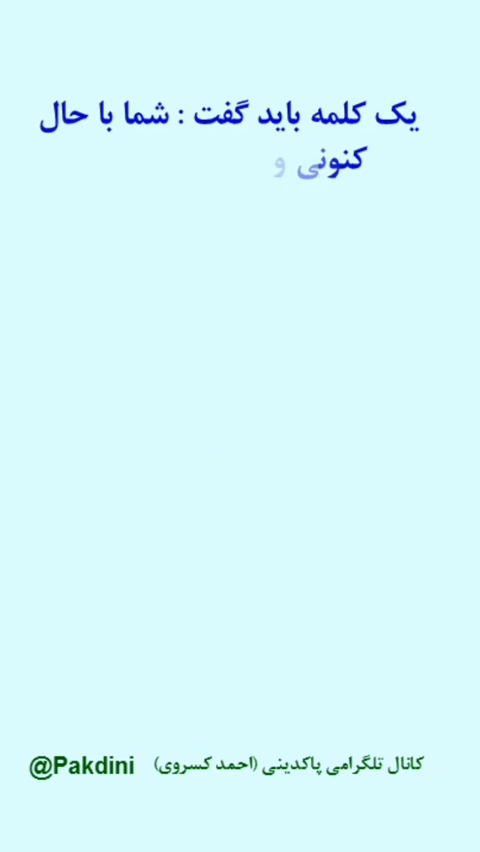 یک کلمه باید گفت : شما با حال
کنونی و
کانال تلگرامی پاکدینی (احمد کسروی) @Pakdini